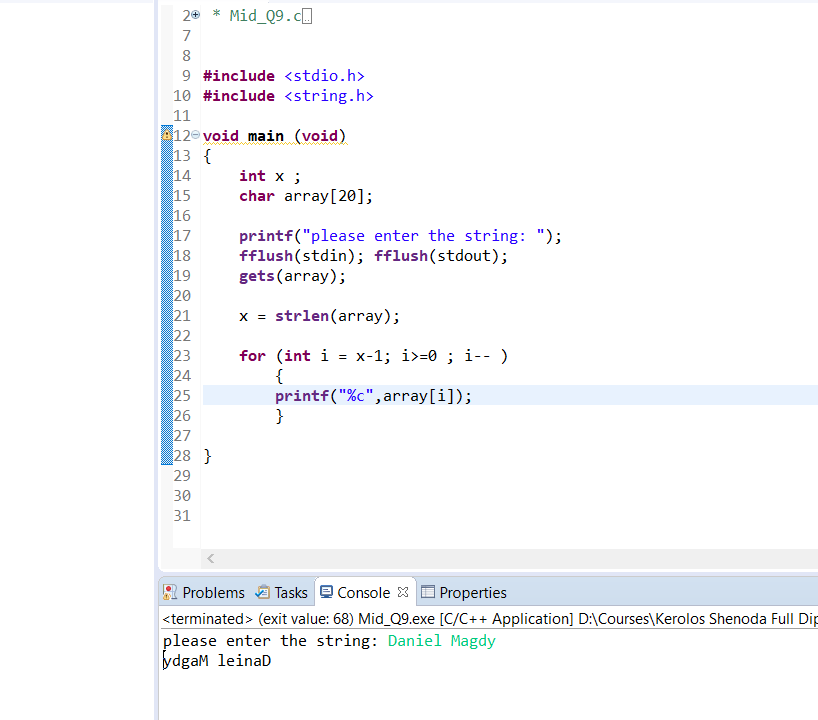 2 * Mid_Q9.c
7
8
9 #include <stdio.h>
10 #include <string.h>
11
12 void main (void)
13 {
14 int x ;
15 char array[20];
16
17 printf("please enter the string: ");
18 fflush(stdin); fflush(stdout);
19 gets(array);
20
21 x = strlen(array);
22
23 for (int i = x-1; i>=0 ; i-- )
24 {
25 printf("%c",array[i]);
26 }
27
28 }
29
30
31
Problems Tasks Console Properties
<terminated> (exit value: 68) Mid_Q9.exe [C/C++ Application] D:\Courses\Kerolos Shenoda Full Dip
please enter the string: Daniel Magdy
ydgaM leinaD